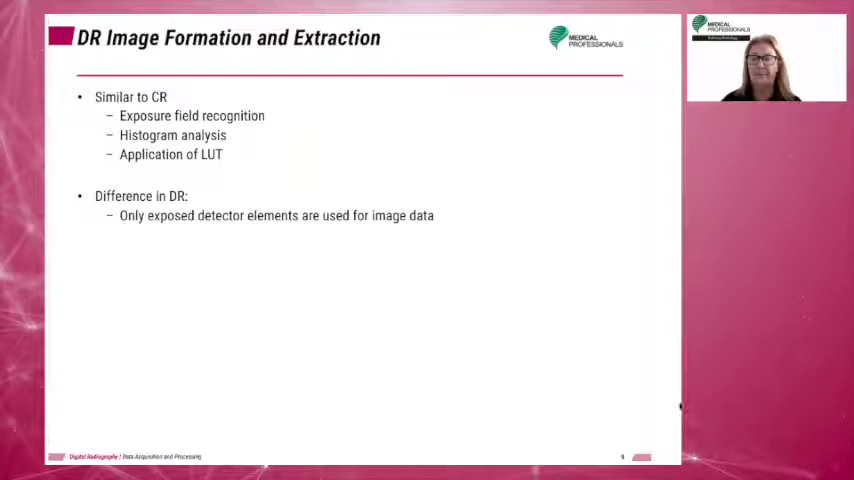 DR Image Formation and Extraction
MEDICAL
PROFESSIONALS
• Similar to CR
– Exposure field recognition
– Histogram analysis
– Application of LUT
• Difference in DR:
– Only exposed detector elements are used for image data
Digital Radiography | Data Acquisition and Processing
9
MEDICAL
PROFESSIONALS